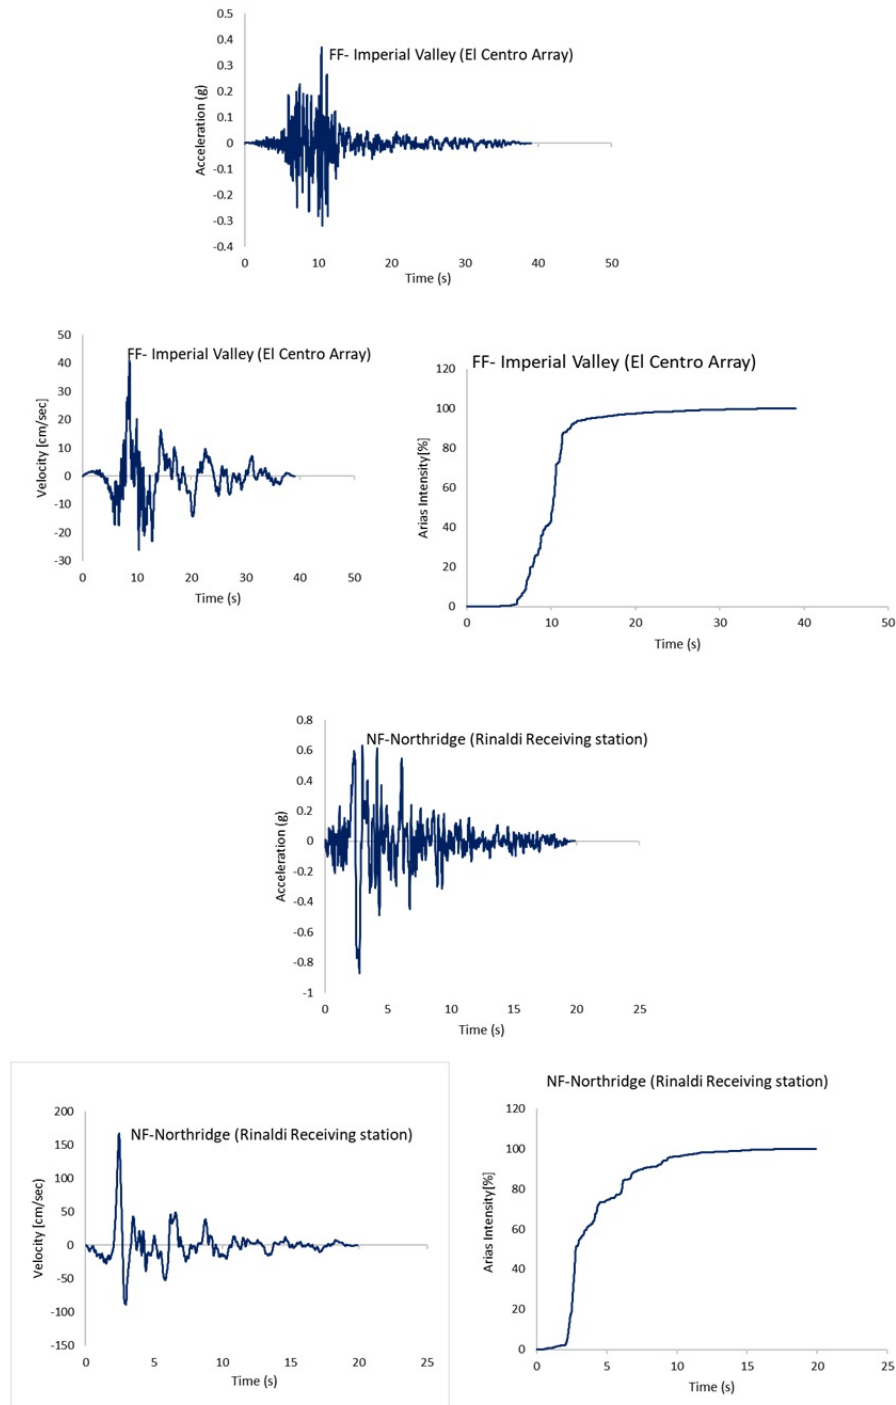 FF- Imperial Valley (El Centro Array)
Acceleration (g)
0.5
0.4
0.3
0.2
0.1
0
-0.1
-0.2
-0.3
-0.4
0 10 20 30 40 50
Time (s)
FF- Imperial Valley (El Centro Array)
Velocity [cm/sec]
50
40
30
20
10
0
-10
-20
-30
0 10 20 30 40 50
Time (s)
FF- Imperial Valley (El Centro Array)
Arias Intensity[%]
120
100
80
60
40
20
0
0 10 20 30 40 50
Time (s)
NF-Northridge (Rinaldi Receiving station)
Acceleration (g)
0.8
0.6
0.4
0.2
0
-0.2
-0.4
-0.6
-0.8
-1
0 5 10 15 20 25
Time (s)
NF-Northridge (Rinaldi Receiving station)
Velocity [cm/sec)
200
150
100
50
0
-50
-100
-150
0 5 10 15 20 25
Time (s)
NF-Northridge (Rinaldi Receiving station)
Arias Intensity[%]
120
100
80
60
40
20
0
0 5 10 15 20 25
Time (s)